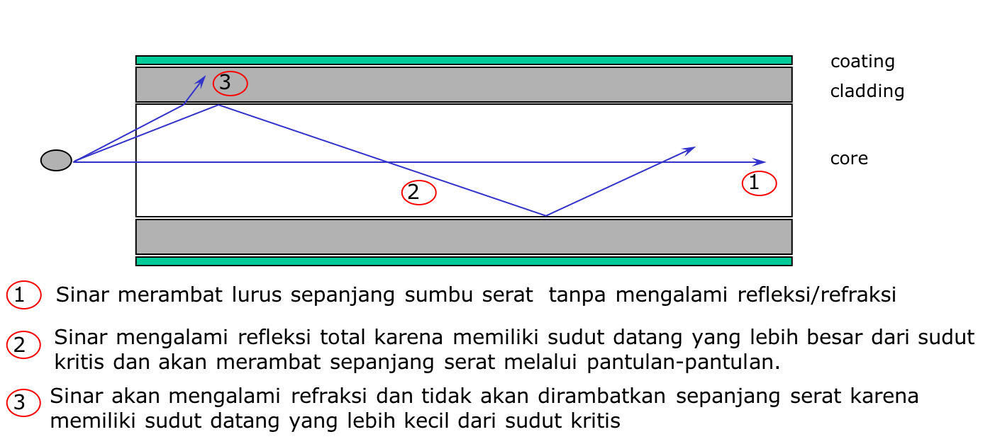 coating
3
cladding
core
1
2
1 Sinar merambat lurus sepanjang sumbu serat tanpa mengalami refleksi/refraksi
2 Sinar mengalami refleksi total karena memiliki sudut datang yang lebih besar dari sudut
kritis dan akan merambat sepanjang serat melalui pantulan-pantulan.
3 Sinar akan mengalami refraksi dan tidak akan dirambatkan sepanjang serat karena
memiliki sudut datang yang lebih kecil dari sudut kritis